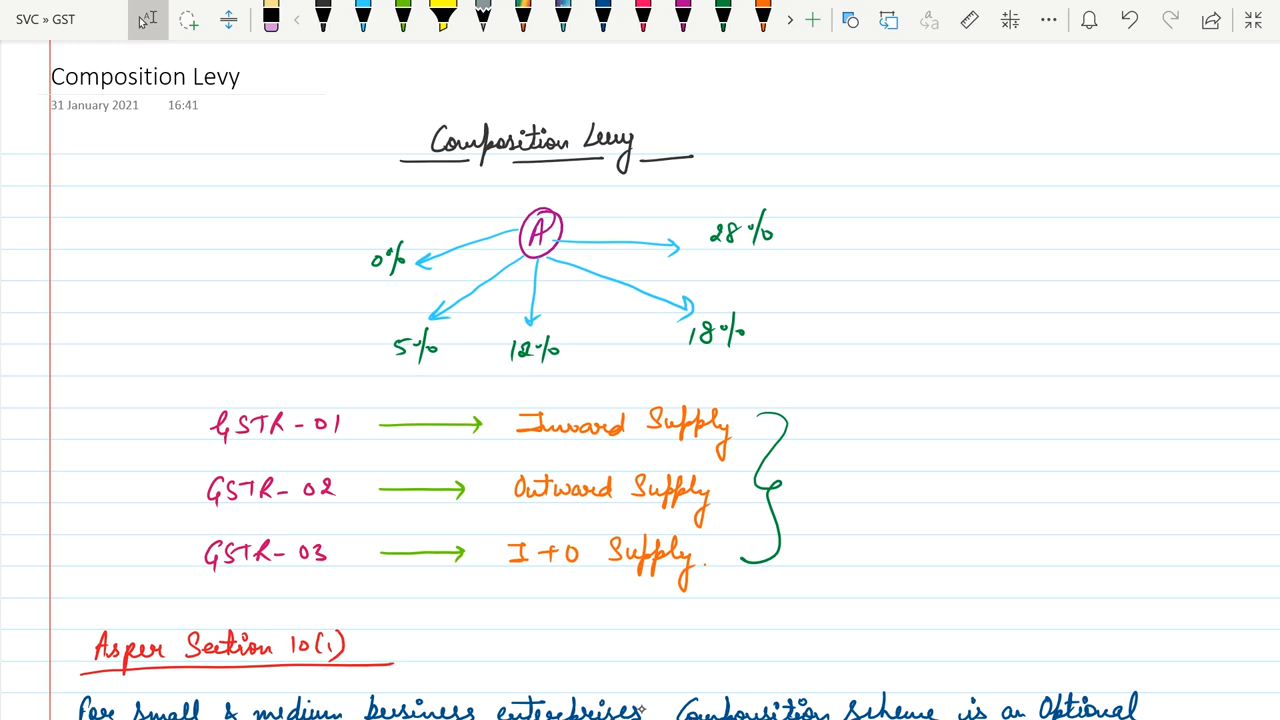 SVC » GST
Composition Levy
31 January 2021 16:41
Composition Levy
A
28%
0%
18%
5%
12%
GSTR-01 Inward Supply
GSTR-02 Outward Supply
GSTR-03 I+O Supply.
As per Section 10(1)
For small & medium business enterprises Composition Scheme is an Optional